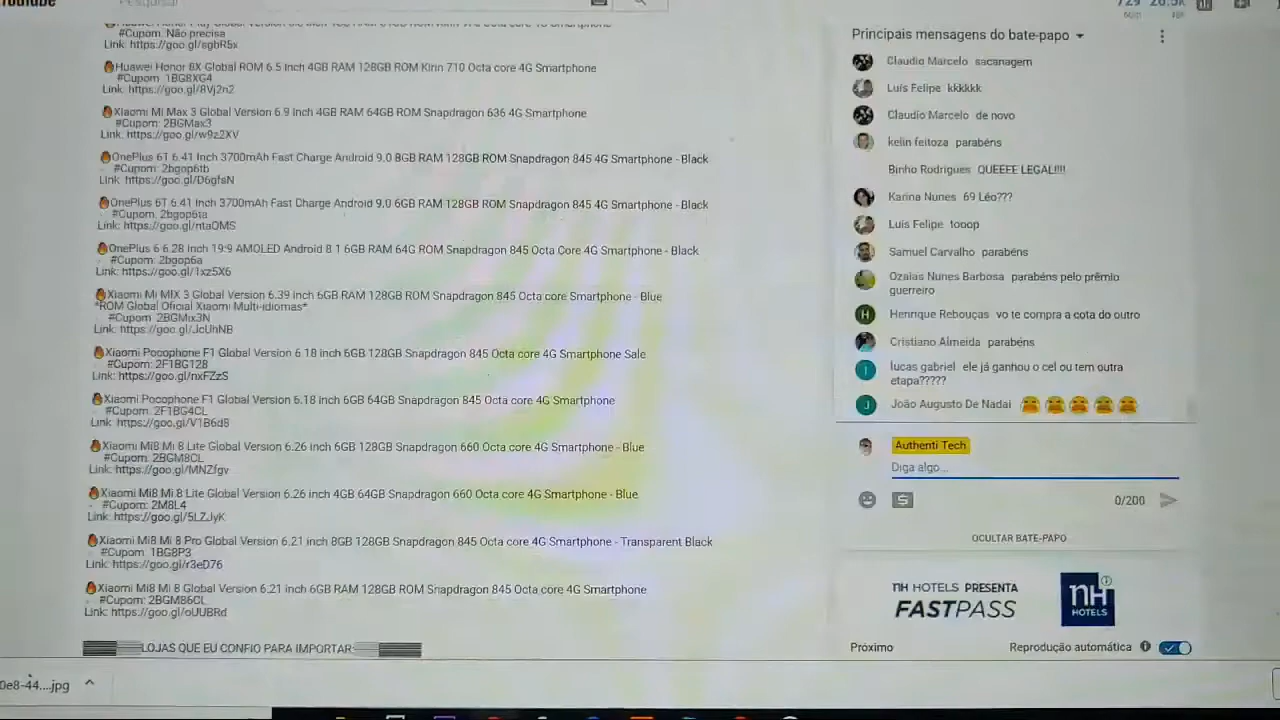 Pesquisar
#Cupom: Não precisa
Link: https://goo.gl/sgbR5x
Huawei Honor 8X Global ROM 6.5 Inch 4GB RAM 128GB ROM Kirin 710 Octa core 4G Smartphone
#Cupom: 1BG8XG4
Link: https://goo.gl/8Vj2n2
Xiaomi Mi Max 3 Global Version 6.9 inch 4GB RAM 64GB ROM Snapdragon 636 4G Smartphone
#Cupom: 2BGMax3
Link: https://goo.gl/w9z2XV
OnePlus 6T 6.41 Inch 3700mAh Fast Charge Android 9.0 8GB RAM 128GB ROM Snapdragon 845 4G Smartphone - Black
#Cupom: 2bgop6tb
Link: https://goo.gl/D6gfsN
OnePlus 6T 6.41 Inch 3700mAh Fast Charge Android 9.0 6GB RAM 128GB ROM Snapdragon 845 4G Smartphone - Black
#Cupom: 2bgop6ta
Link: https://goo.gl/ntaQMS
OnePlus 6 6.28 Inch 19:9 AMOLED Android 8 1 6GB RAM 64G ROM Snapdragon 845 Octa Core 4G Smartphone - Black
#Cupom: 2bgop6a
Link: https://goo.gl/1xz5X6
Xiaomi Mi MIX 3 Global Version 6.39 inch 6GB RAM 128GB ROM Snapdragon 845 Octa core Smartphone - Blue
*ROM Global Oficial Xiaomi Multi-idiomas*
#Cupom: 2BGMix3N
Link: https://goo.gl/JcUhNB
Xiaomi Pocophone F1 Global Version 6.18 inch 6GB 128GB Snapdragon 845 Octa core 4G Smartphone Sale
#Cupom: 2F1BG128
Link: https://goo.gl/nxFZzS
Xiaomi Pocophone F1 Global Version 6.18 inch 6GB 64GB Snapdragon 845 Octa core 4G Smartphone
#Cupom: 2F1BG4CL
Link: https://goo.gl/V1B6d8
Xiaomi Mi8 Mi 8 Lite Global Version 6.26 inch 6GB 128GB Snapdragon 660 Octa core 4G Smartphone - Blue
#Cupom: 2BGM8CL
Link: https://goo.gl/MNZfgv
Xiaomi Mi8 Mi 8 Lite Global Version 6.26 inch 4GB 64GB Snapdragon 660 Octa core 4G Smartphone - Blue
#Cupom: 2M8L4
Link: https://goo.gl/5LZJyK
Xiaomi Mi8 Mi 8 Pro Global Version 6.21 inch 8GB 128GB Snapdragon 845 Octa core 4G Smartphone - Transparent Black
#Cupom: 1BG8P3
Link: https://goo.gl/r3eD76
Xiaomi Mi8 Mi 8 Global Version 6.21 inch 6GB RAM 128GB ROM Snapdragon 845 Octa core 4G Smartphone
#Cupom: 2BGM86CL
Link: https://goo.gl/oUUBRd
LOJAS QUE EU CONFIO PARA IMPORTAR
0e8-44....jpg
Principais mensagens do bate-papo
Claudio Marcelo sacanagem
Luís Felipe kkkkkk
Claudio Marcelo de novo
kelin feitoza parabéns
Binho Rodrigues QUEEFE LEGAL!!!!
Karina Nunes 69 Léo???
Luís Felipe tooop
Samuel Carvalho parabéns
Ozaias Nunes Barbosa parabéns pelo prêmio
guerreiro
H Henrique Rebouças vo te compra a cota do outro
Cristiano Almeida parabéns
l lucas gabriel ele já ganhou o cel ou tem outra
etapa?????
J João Augusto De Nadai
Authenti Tech
Diga algo...
0/200
OCULTAR BATE-PAPO
NH HOTELS PRESENTA
FASTPASS
nH
HOTELS
Próximo
Reprodução automática